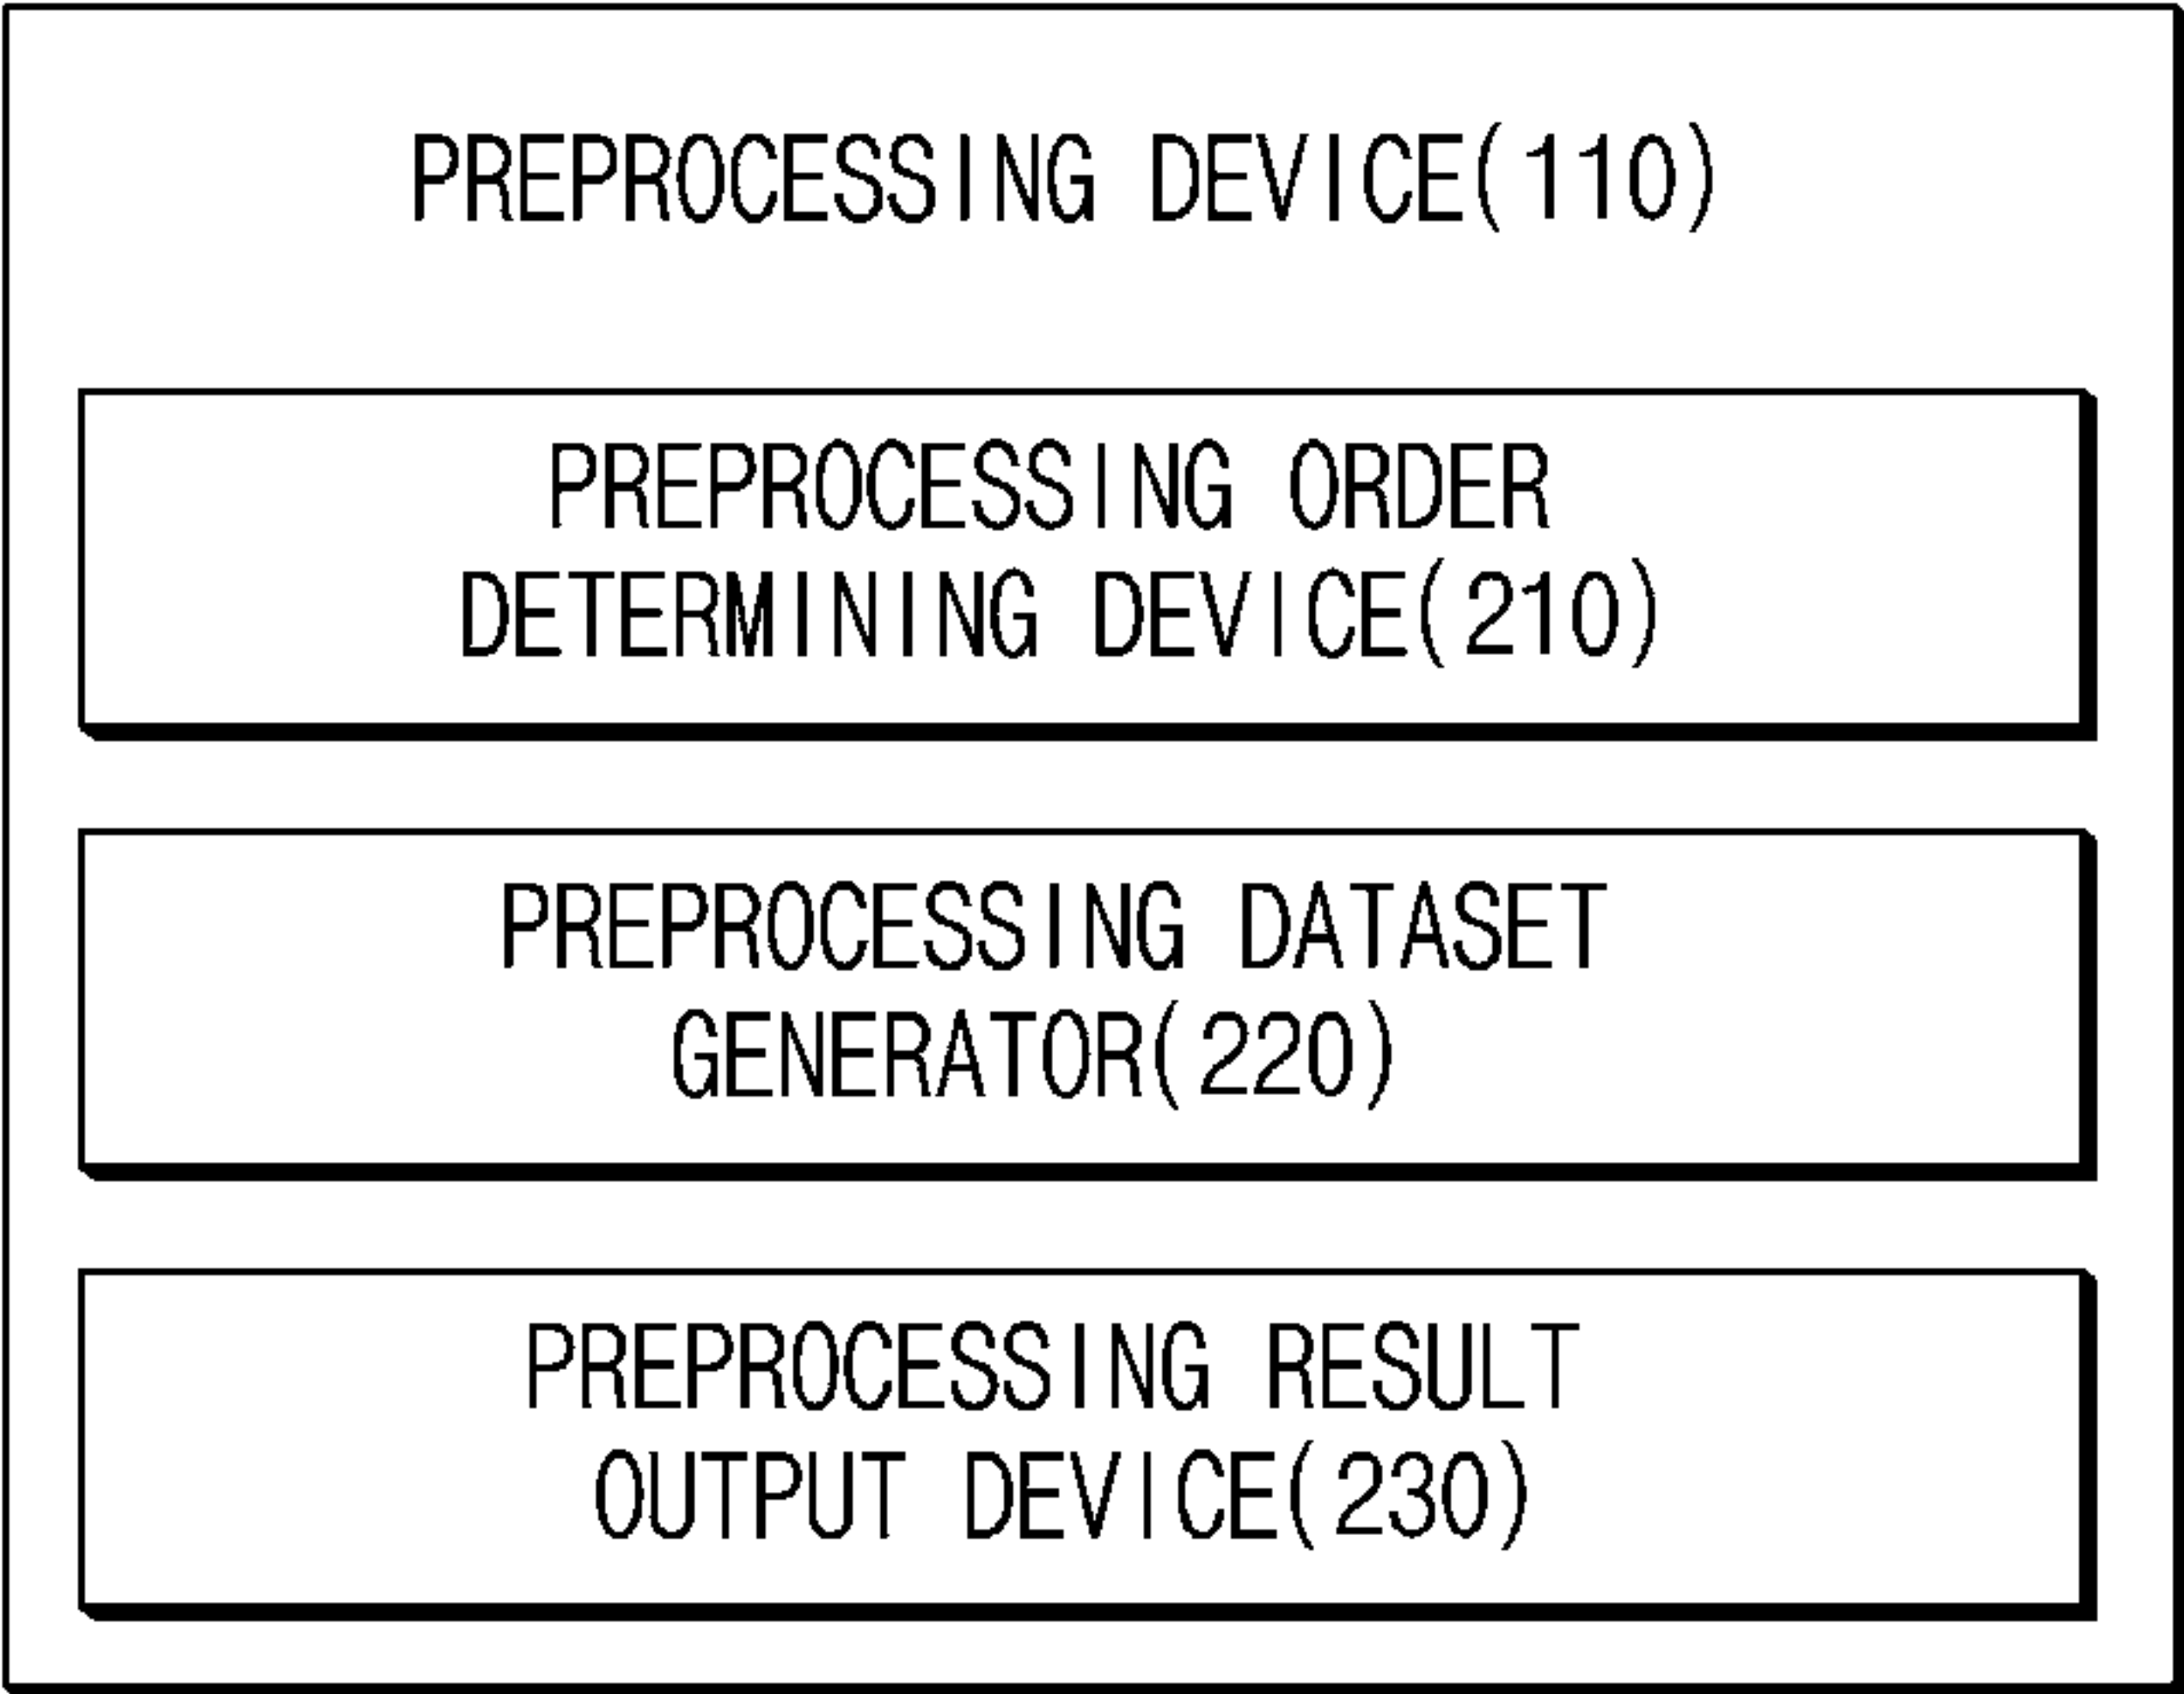 PREPROCESSING DEVICE(110)
PREPROCESSING ORDER
DETERMINING DEVICE(210)
PREPROCESSING DATASET
GENERATOR(220)
PREPROCESSING RESULT
OUTPUT DEVICE(230)